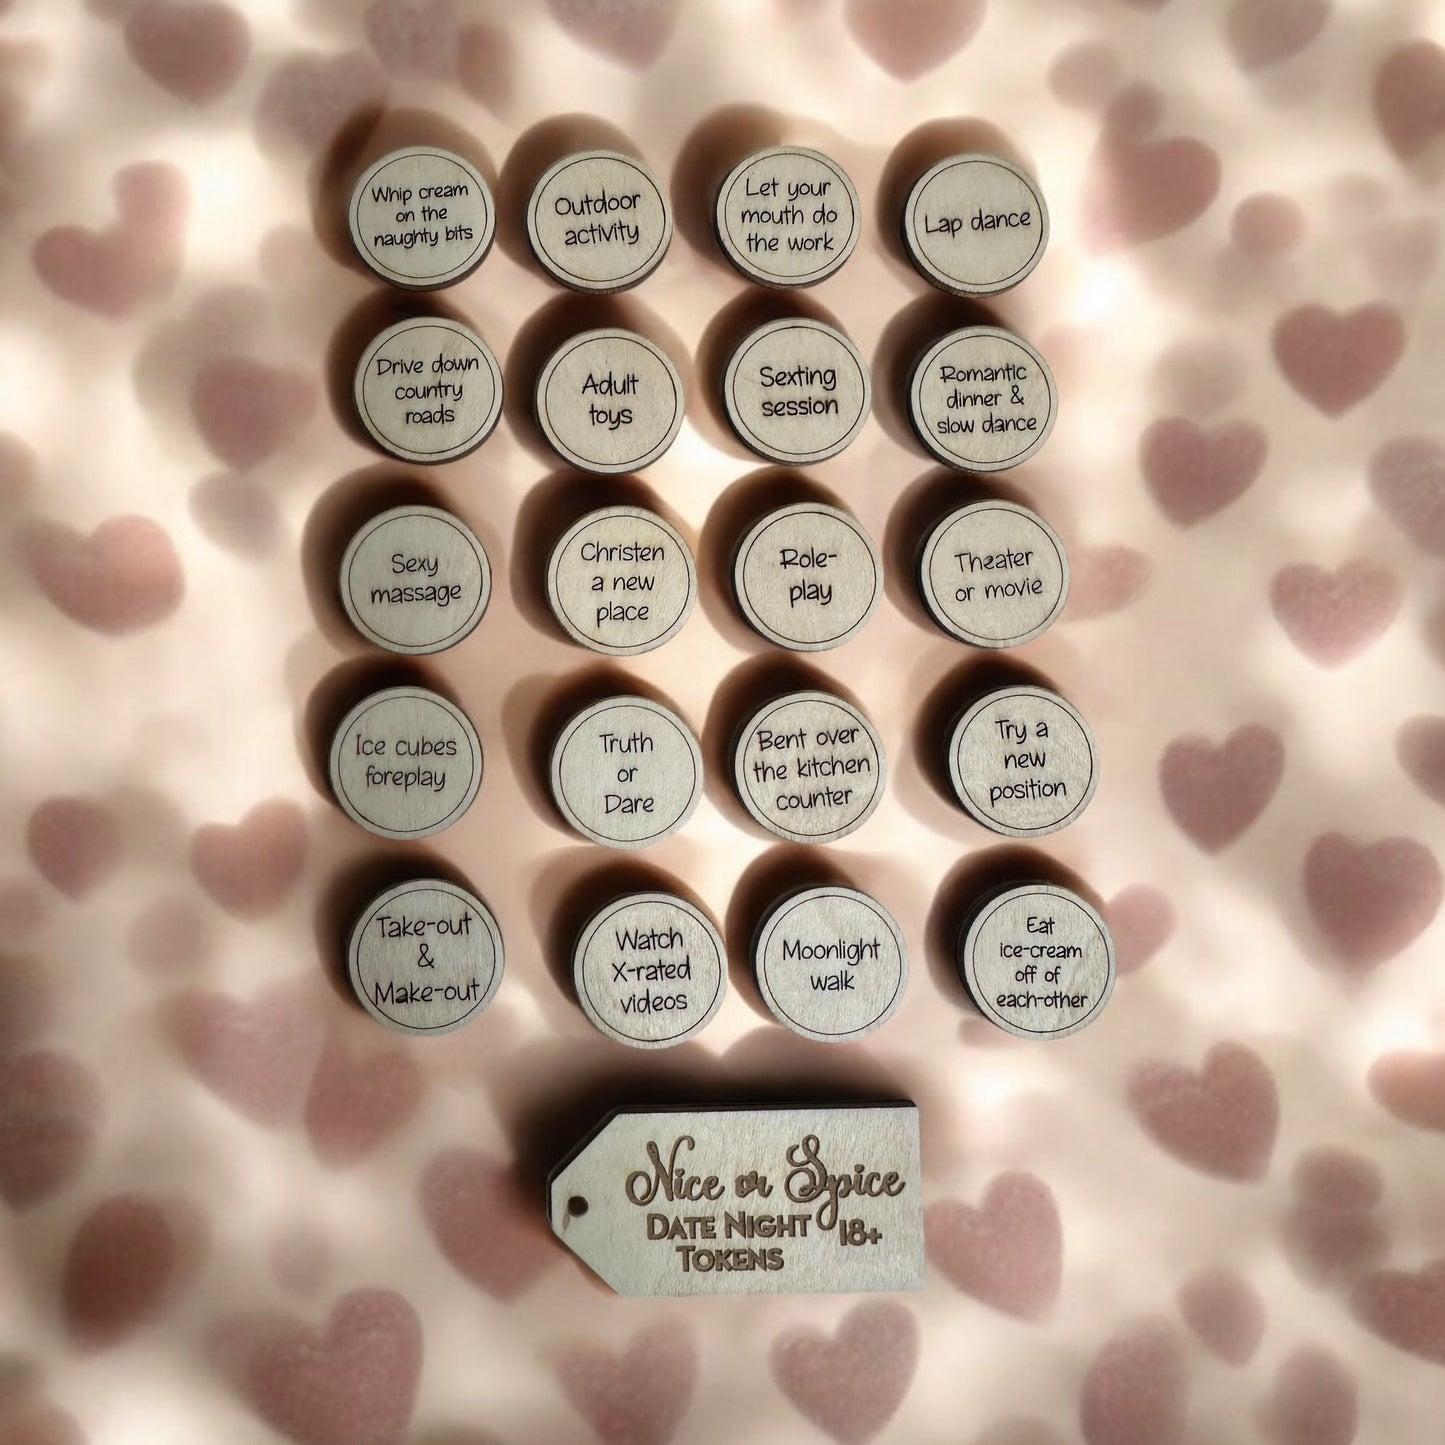 Whip cream
on the
naughty bits
Outdoor
activity
Let your
mouth do
the work
Lap dance
Drive down
country
roads
Adult
toys
Sexting
session
Romantic
dinner &
slow dance
Sexy
massage
Christen
a new
place
Role-
play
Theater
or movie
Ice cubes
foreplay
Truth
or
Dare
Bent over
the kitchen
counter
Try a
new
position
Take-out
&
Make-out
Watch
X-rated
videos
Moonlight
walk
Eat
ice-cream
off of
each-other
Nice or Spice
DATE NIGHT 18+
TOKENS